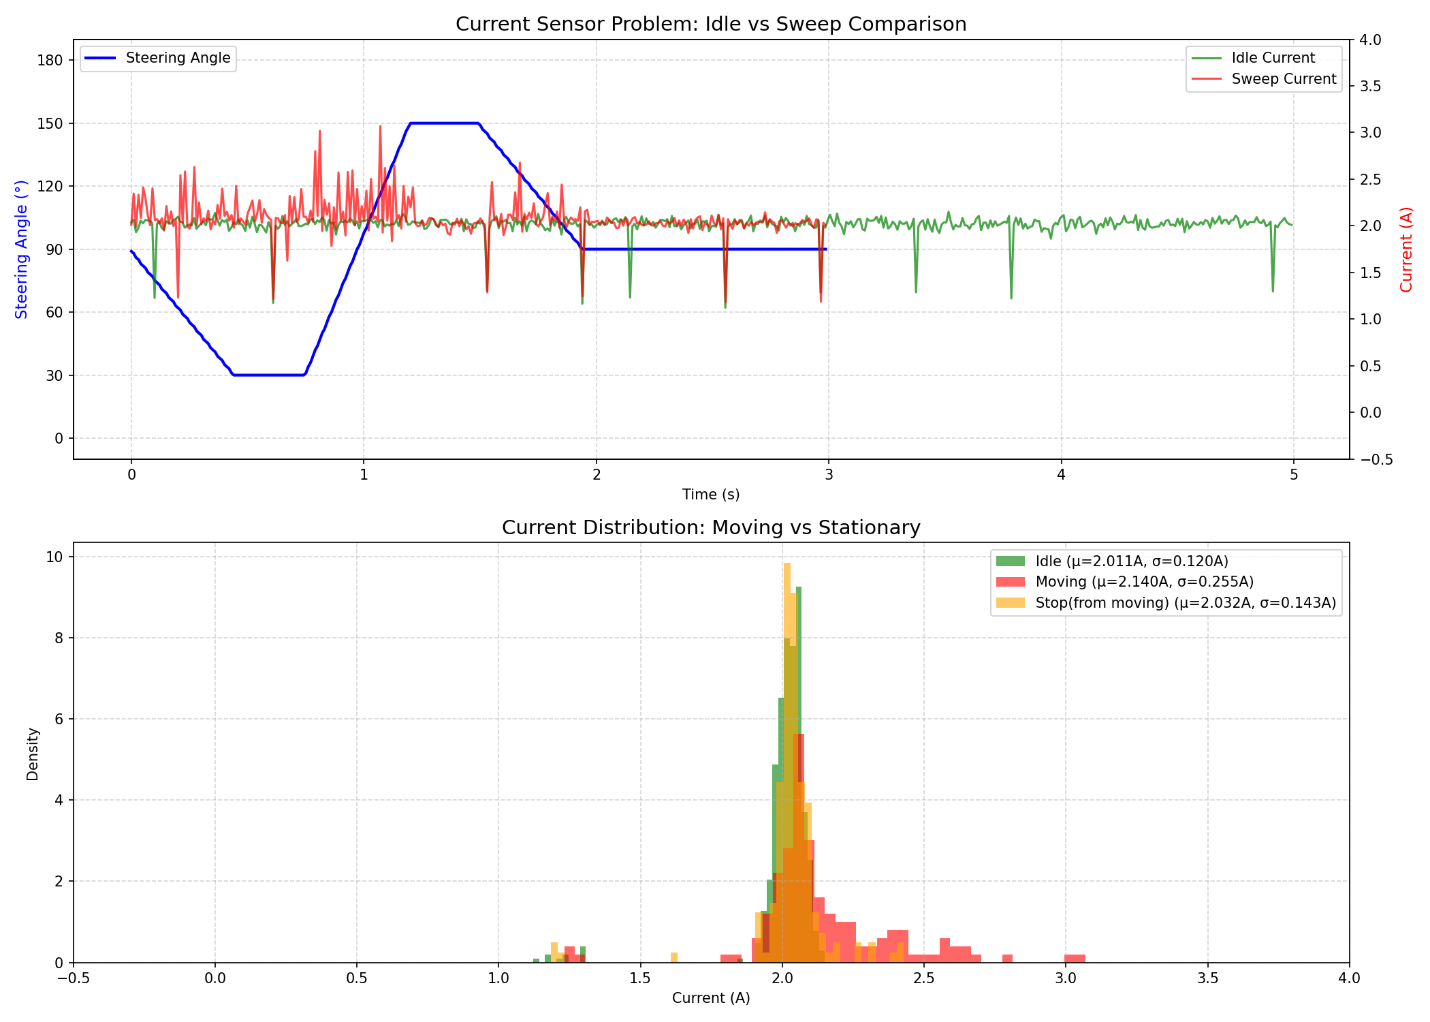 Current Sensor Problem: Idle vs Sweep Comparison
Steering Angle
Idle Current
Sweep Current
Steering Angle (°)
180
150
120
90
60
30
0
4.0
3.5
3.0
2.5
2.0
1.5
1.0
0.5
0.0
−0.5
Current (A)
0 1 2 3 4 5
Time (s)
Current Distribution: Moving vs Stationary
Idle (μ=2.011A, σ=0.120A)
Moving (μ=2.140A, σ=0.255A)
Stop(from moving) (μ=2.032A, σ=0.143A)
Density
10
8
6
4
2
0
−0.5 0.0 0.5 1.0 1.5 2.0 2.5 3.0 3.5 4.0
Current (A)